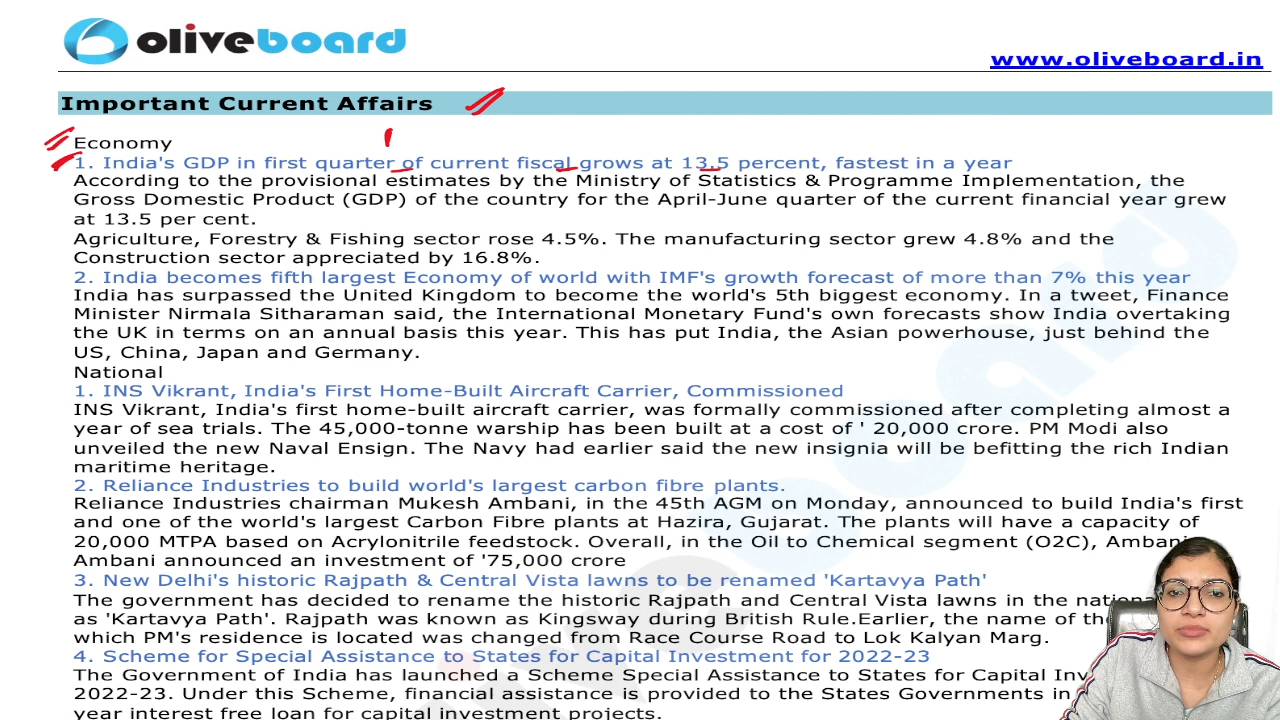 oliveboard
www.oliveboard.in
Important Current Affairs
Economy
1. India's GDP in first quarter of current fiscal grows at 13.5 percent, fastest in a year
According to the provisional estimates by the Ministry of Statistics & Programme Implementation, the
Gross Domestic Product (GDP) of the country for the April-June quarter of the current financial year grew
at 13.5 per cent.
Agriculture, Forestry & Fishing sector rose 4.5%. The manufacturing sector grew 4.8% and the
Construction sector appreciated by 16.8%.
2. India becomes fifth largest Economy of world with IMF's growth forecast of more than 7% this year
India has surpassed the United Kingdom to become the world's 5th biggest economy. In a tweet, Finance
Minister Nirmala Sitharaman said, the International Monetary Fund's own forecasts show India overtaking
the UK in terms on an annual basis this year. This has put India, the Asian powerhouse, just behind the
US, China, Japan and Germany.
National
1. INS Vikrant, India's First Home-Built Aircraft Carrier, Commissioned
INS Vikrant, India's first home-built aircraft carrier, was formally commissioned after completing almost a
year of sea trials. The 45,000-tonne warship has been built at a cost of ' 20,000 crore. PM Modi also
unveiled the new Naval Ensign. The Navy had earlier said the new insignia will be befitting the rich Indian
maritime heritage.
2. Reliance Industries to build world's largest carbon fibre plants.
Reliance Industries chairman Mukesh Ambani, in the 45th AGM on Monday, announced to build India's first
and one of the world's largest Carbon Fibre plants at Hazira, Gujarat. The plants will have a capacity of
20,000 MTPA based on Acrylonitrile feedstock. Overall, in the Oil to Chemical segment (O2C), Ambani
Ambani announced an investment of '75,000 crore
3. New Delhi's historic Rajpath & Central Vista lawns to be renamed 'Kartavya Path'
The government has decided to rename the historic Rajpath and Central Vista lawns in the
as 'Kartavya Path'. Rajpath was known as Kingsway during British Rule.Earlier, the name of
which PM's residence is located was changed from Race Course Road to Lok Kalyan Marg.
4. Scheme for Special Assistance to States for Capital Investment for 2022-23
The Government of India has launched a Scheme Special Assistance to States for Capital
2022-23. Under this Scheme, financial assistance is provided to the States Governments in
year interest free loan for capital investment projects.